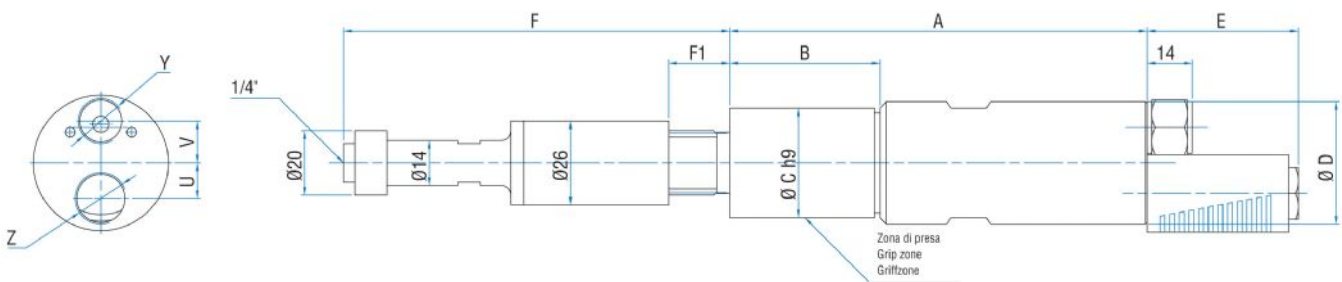 F
A
E
F1
B
14
Y
1/4"
V
U
Z
Ø20
Ø14
Ø26
Ø C h9
Ø D
Zona di presa
Grip zone
Griffzone